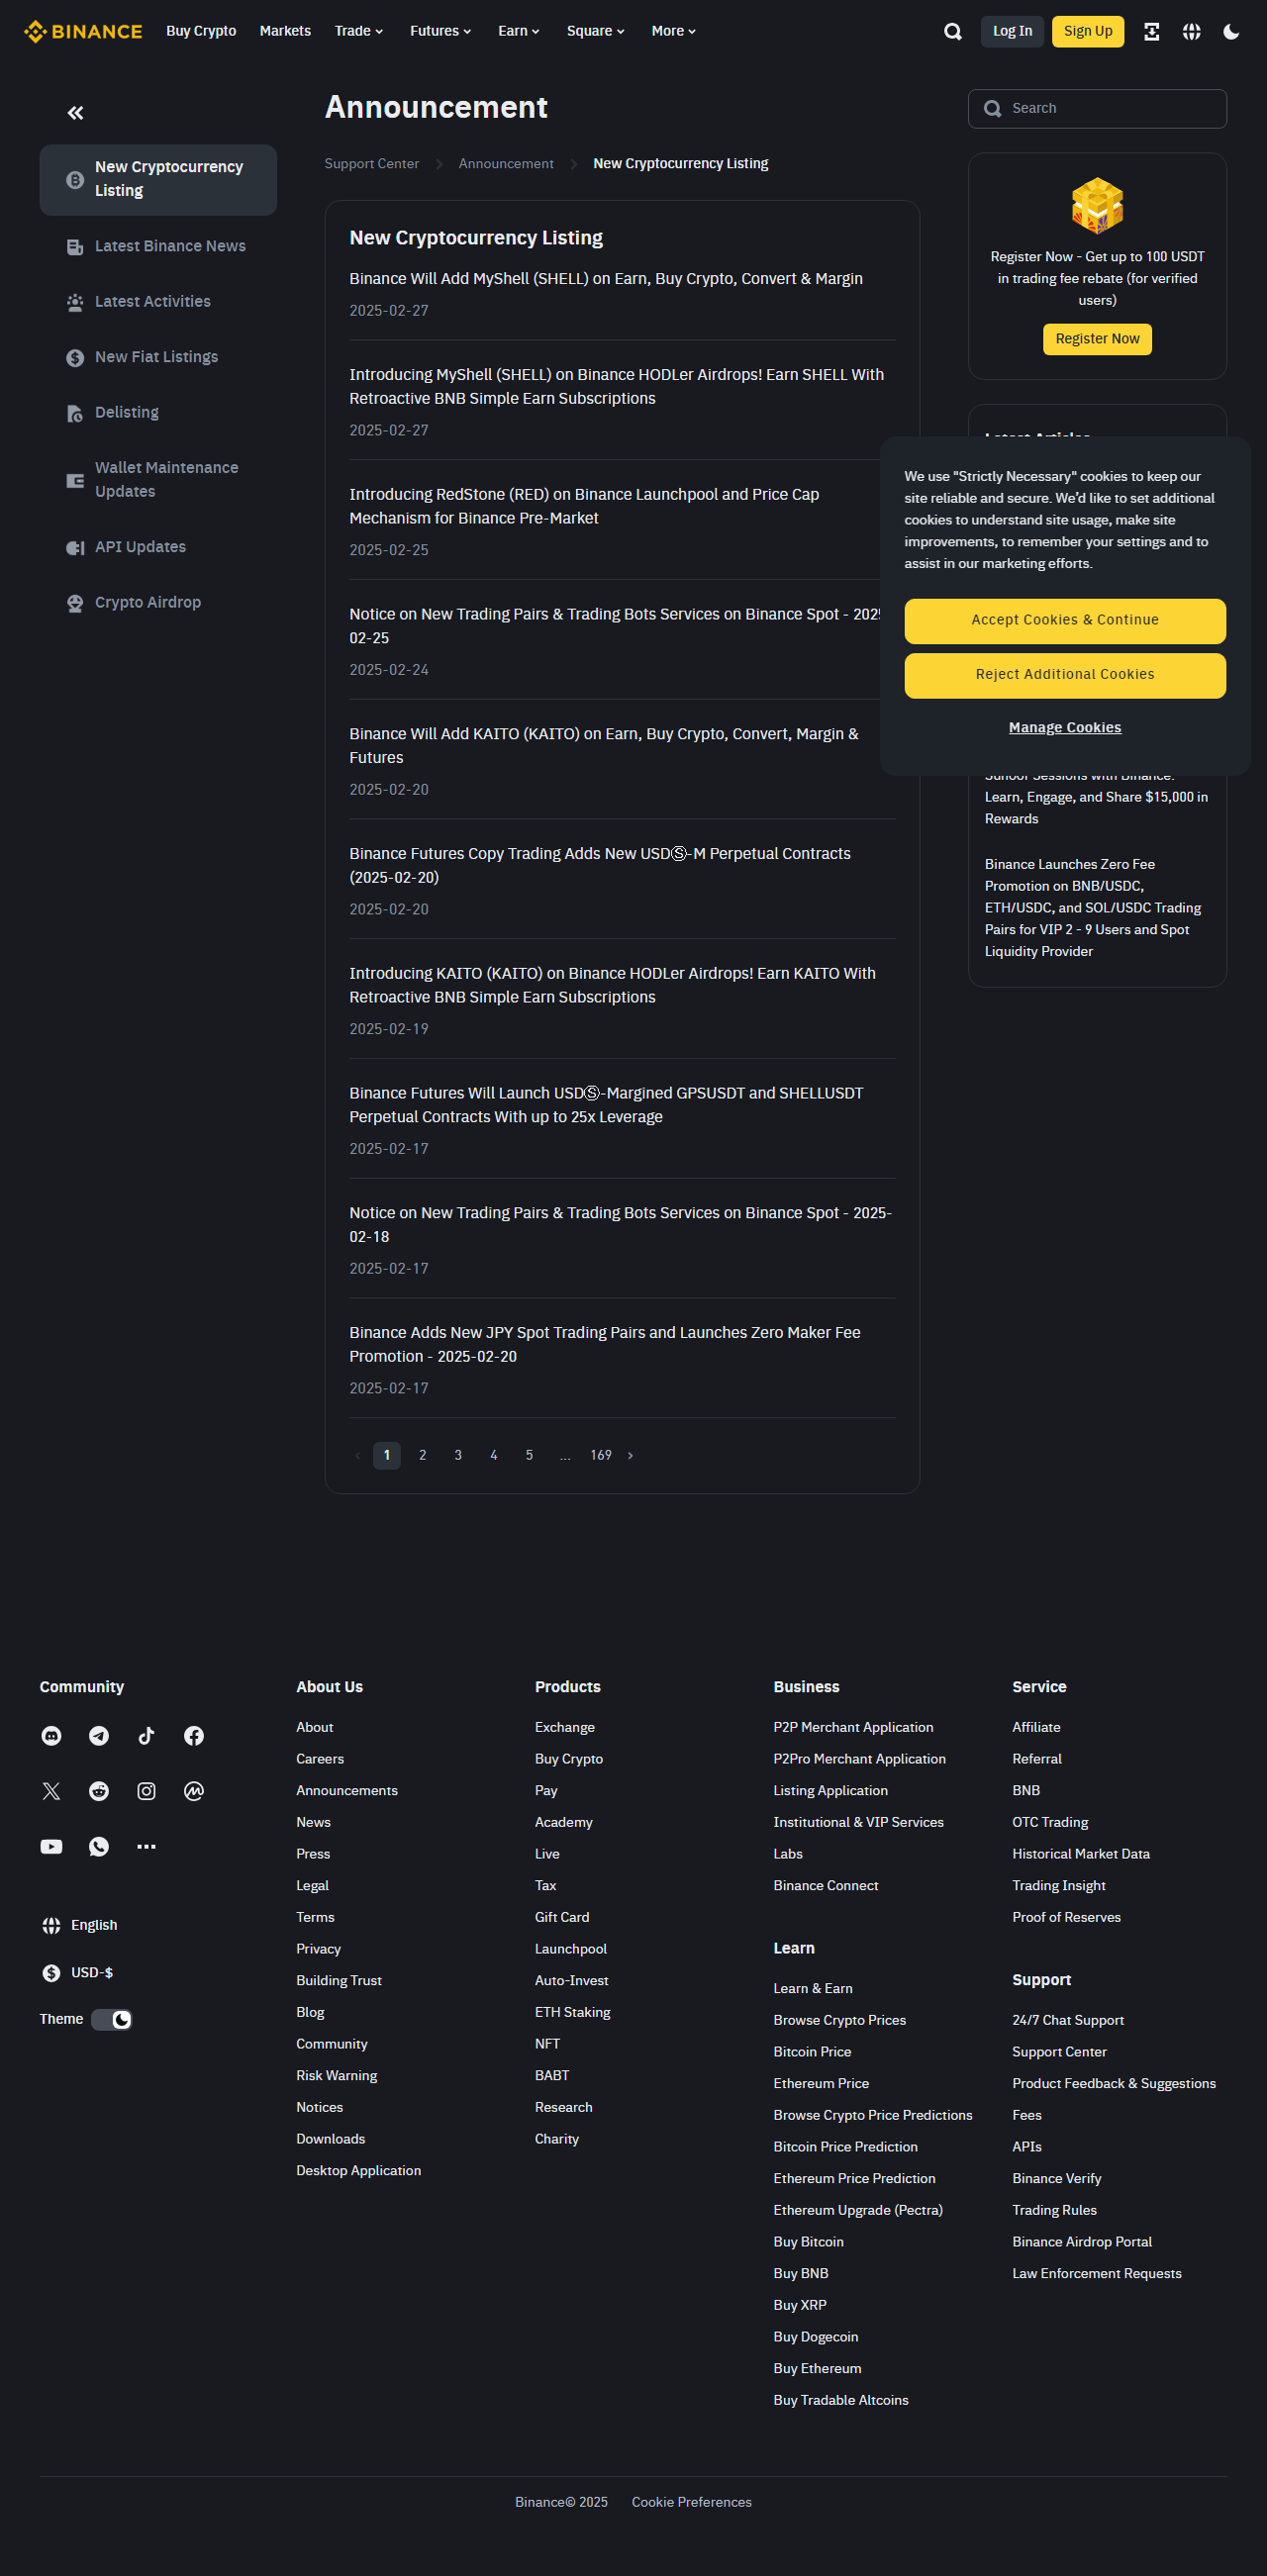 BINANCE
Buy Crypto
Markets
Trade
Futures
Earn
Square
More
Log In
Sign Up
New Cryptocurrency
Listing
Latest Binance News
Latest Activities
New Fiat Listings
Delisting
Wallet Maintenance
Updates
API Updates
Crypto Airdrop
Announcement
Support Center
Announcement
New Cryptocurrency Listing
New Cryptocurrency Listing
Binance Will Add MyShell (SHELL) on Earn, Buy Crypto, Convert & Margin
2025-02-27
Introducing MyShell (SHELL) on Binance HODLer Airdrops! Earn SHELL With
Retroactive BNB Simple Earn Subscriptions
2025-02-27
Introducing RedStone (RED) on Binance Launchpool and Price Cap
Mechanism for Binance Pre-Market
2025-02-25
Notice on New Trading Pairs & Trading Bots Services on Binance Spot - 2025
02-25
2025-02-24
Binance Will Add KAITO (KAITO) on Earn, Buy Crypto, Convert, Margin &
Futures
2025-02-20
Binance Futures Copy Trading Adds New USDⓈ-M Perpetual Contracts
(2025-02-20)
2025-02-20
Introducing KAITO (KAITO) on Binance HODLer Airdrops! Earn KAITO With
Retroactive BNB Simple Earn Subscriptions
2025-02-19
Binance Futures Will Launch USDⓈ-Margined GPSUSDT and SHELLUSDT
Perpetual Contracts With up to 25x Leverage
2025-02-17
Notice on New Trading Pairs & Trading Bots Services on Binance Spot - 2025-
02-18
2025-02-17
Binance Adds New JPY Spot Trading Pairs and Launches Zero Maker Fee
Promotion - 2025-02-20
2025-02-17
1 2 3 4 5 ... 169
Search
Register Now - Get up to 100 USDT
in trading fee rebate (for verified
users)
Register Now
Latest Articles
We use "Strictly Necessary" cookies to keep our
site reliable and secure. We’d like to set additional
cookies to understand site usage, make site
improvements, to remember your settings and to
assist in our marketing efforts.
Accept Cookies & Continue
Reject Additional Cookies
Manage Cookies
Suhoor Sessions with Binance:
Learn, Engage, and Share $15,000 in
Rewards
Binance Launches Zero Fee
Promotion on BNB/USDC,
ETH/USDC, and SOL/USDC Trading
Pairs for VIP 2 - 9 Users and Spot
Liquidity Provider
Community
English
USD-$
Theme
About Us
About
Careers
Announcements
News
Press
Legal
Terms
Privacy
Building Trust
Blog
Community
Risk Warning
Notices
Downloads
Desktop Application
Products
Exchange
Buy Crypto
Pay
Academy
Live
Tax
Gift Card
Launchpool
Auto-Invest
ETH Staking
NFT
BABT
Research
Charity
Business
P2P Merchant Application
P2Pro Merchant Application
Listing Application
Institutional & VIP Services
Labs
Binance Connect
Learn
Learn & Earn
Browse Crypto Prices
Bitcoin Price
Ethereum Price
Browse Crypto Price Predictions
Bitcoin Price Prediction
Ethereum Price Prediction
Ethereum Upgrade (Pectra)
Buy Bitcoin
Buy BNB
Buy XRP
Buy Dogecoin
Buy Ethereum
Buy Tradable Altcoins
Service
Affiliate
Referral
BNB
OTC Trading
Historical Market Data
Trading Insight
Proof of Reserves
Support
24/7 Chat Support
Support Center
Product Feedback & Suggestions
Fees
APIs
Binance Verify
Trading Rules
Binance Airdrop Portal
Law Enforcement Requests
Binance© 2025
Cookie Preferences